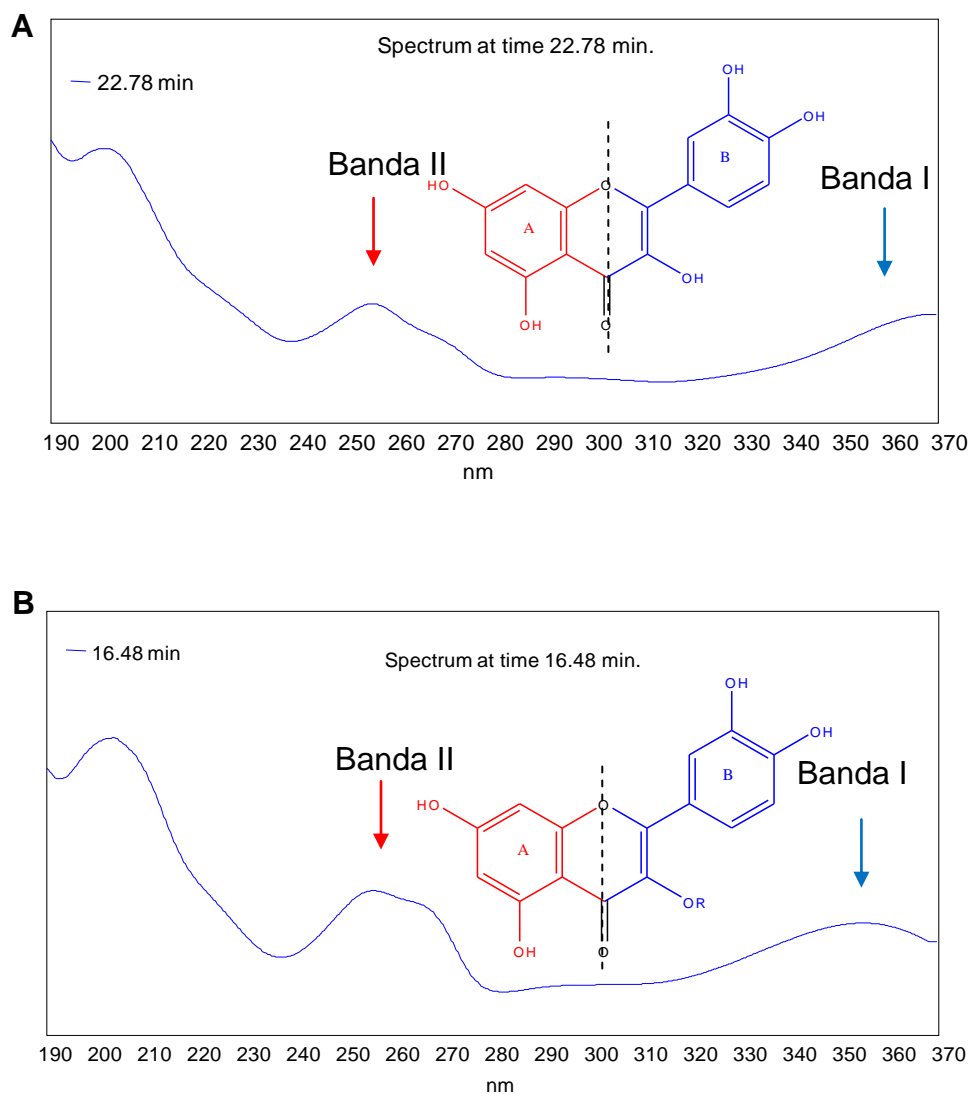 A
Spectrum at time 22.78 min.
22.78 min
OH
OH
B
Banda II
Banda I
HO
O
A
OH
OH
O
190 200 210 220 230 240 250 260 270 280 290 300 310 320 330 340 350 360 370
nm
B
16.48 min
Spectrum at time 16.48 min.
OH
OH
B
Banda II
Banda I
HO
O
A
OR
OH
O
190 200 210 220 230 240 250 260 270 280 290 300 310 320 330 340 350 360 370
nm